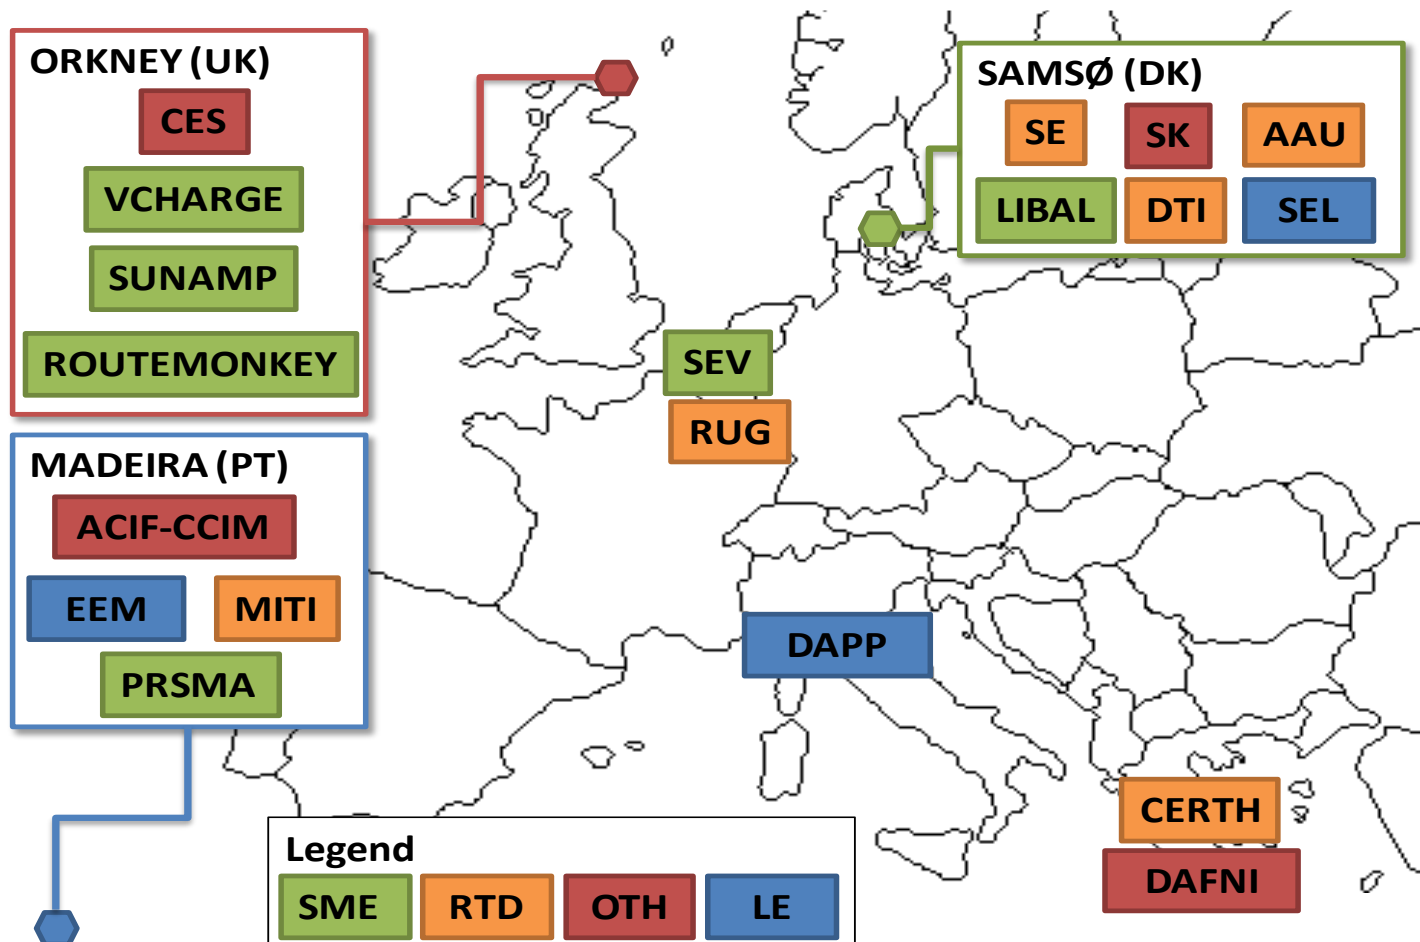 ORKNEY (UK)
CES
VCHARGE
SUNAMP
ROUTEMONKEY
SAMSØ (DK)
SE SK AAU
LIBAL DTI SEL
SEV
RUG
MADEIRA (PT)
ACIF-CCIM
EEM MITI
PRSMA
DAPP
CERTH
DAFNI
Legend
SME RTD OTH LE